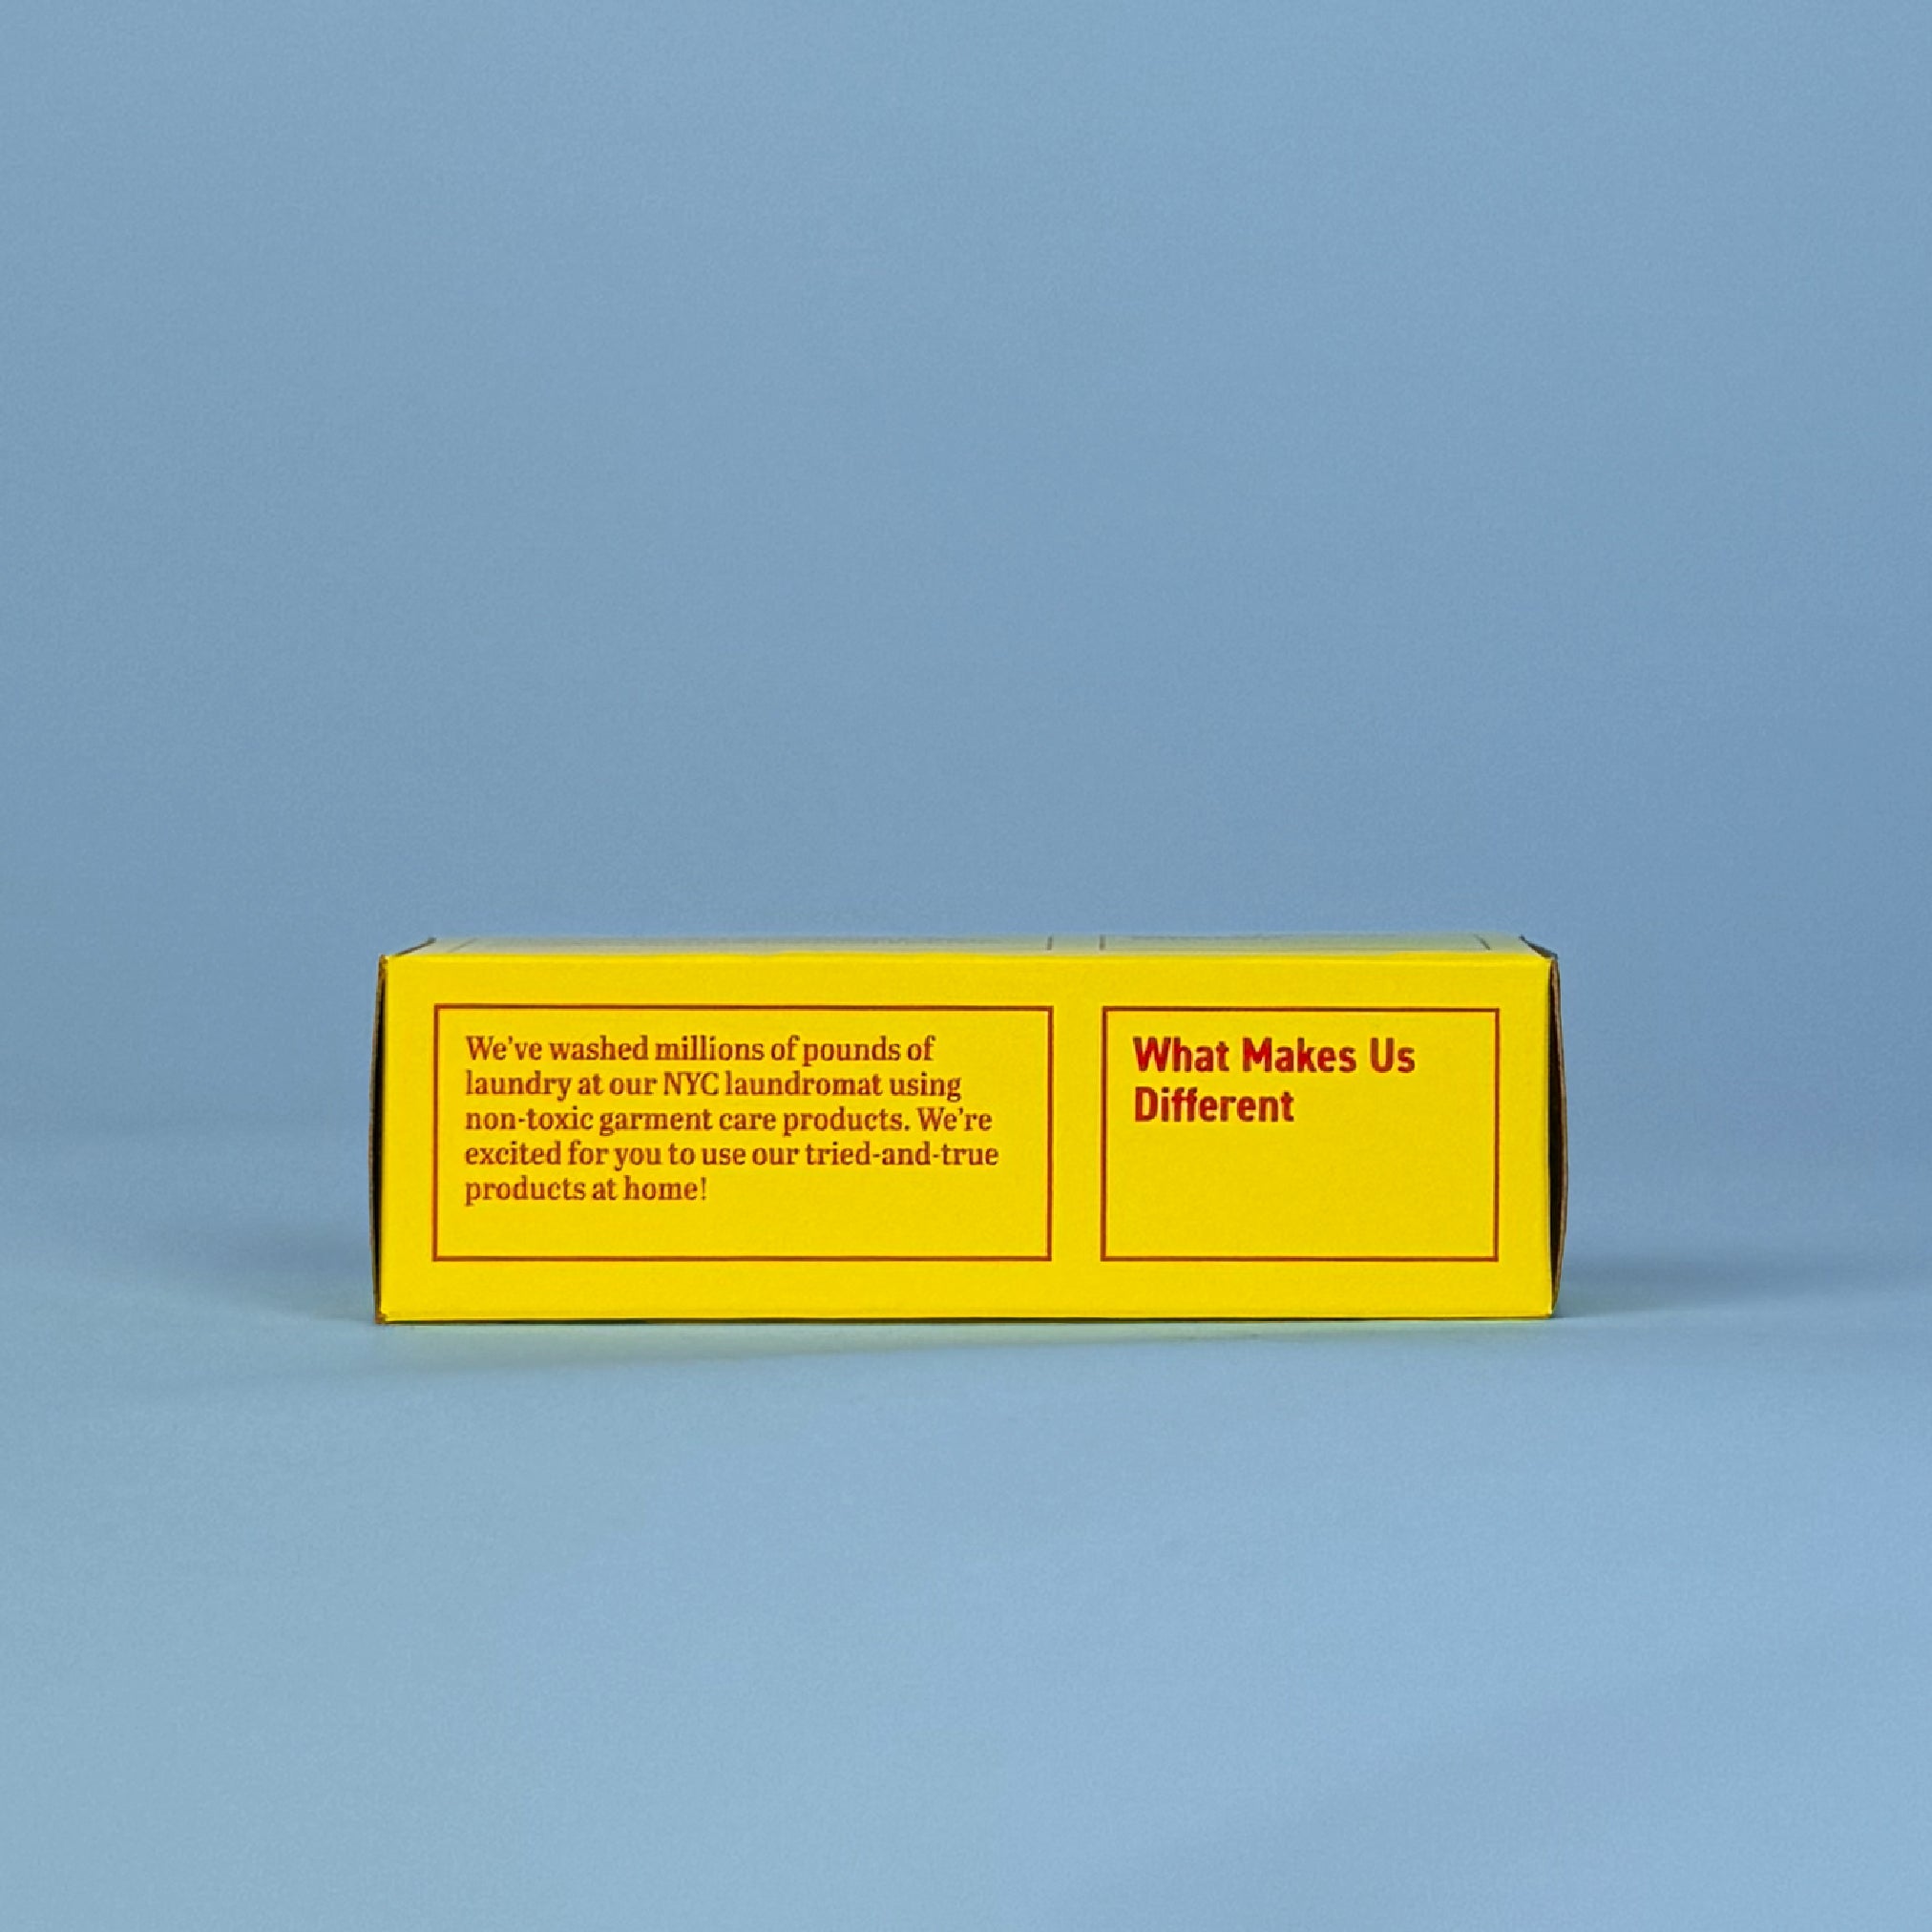 We've washed millions of pounds of
laundry at our NYC laundromat using
non-toxic garment care products. We're
excited for you to use our tried-and-true
products at home!
What Makes Us
Different